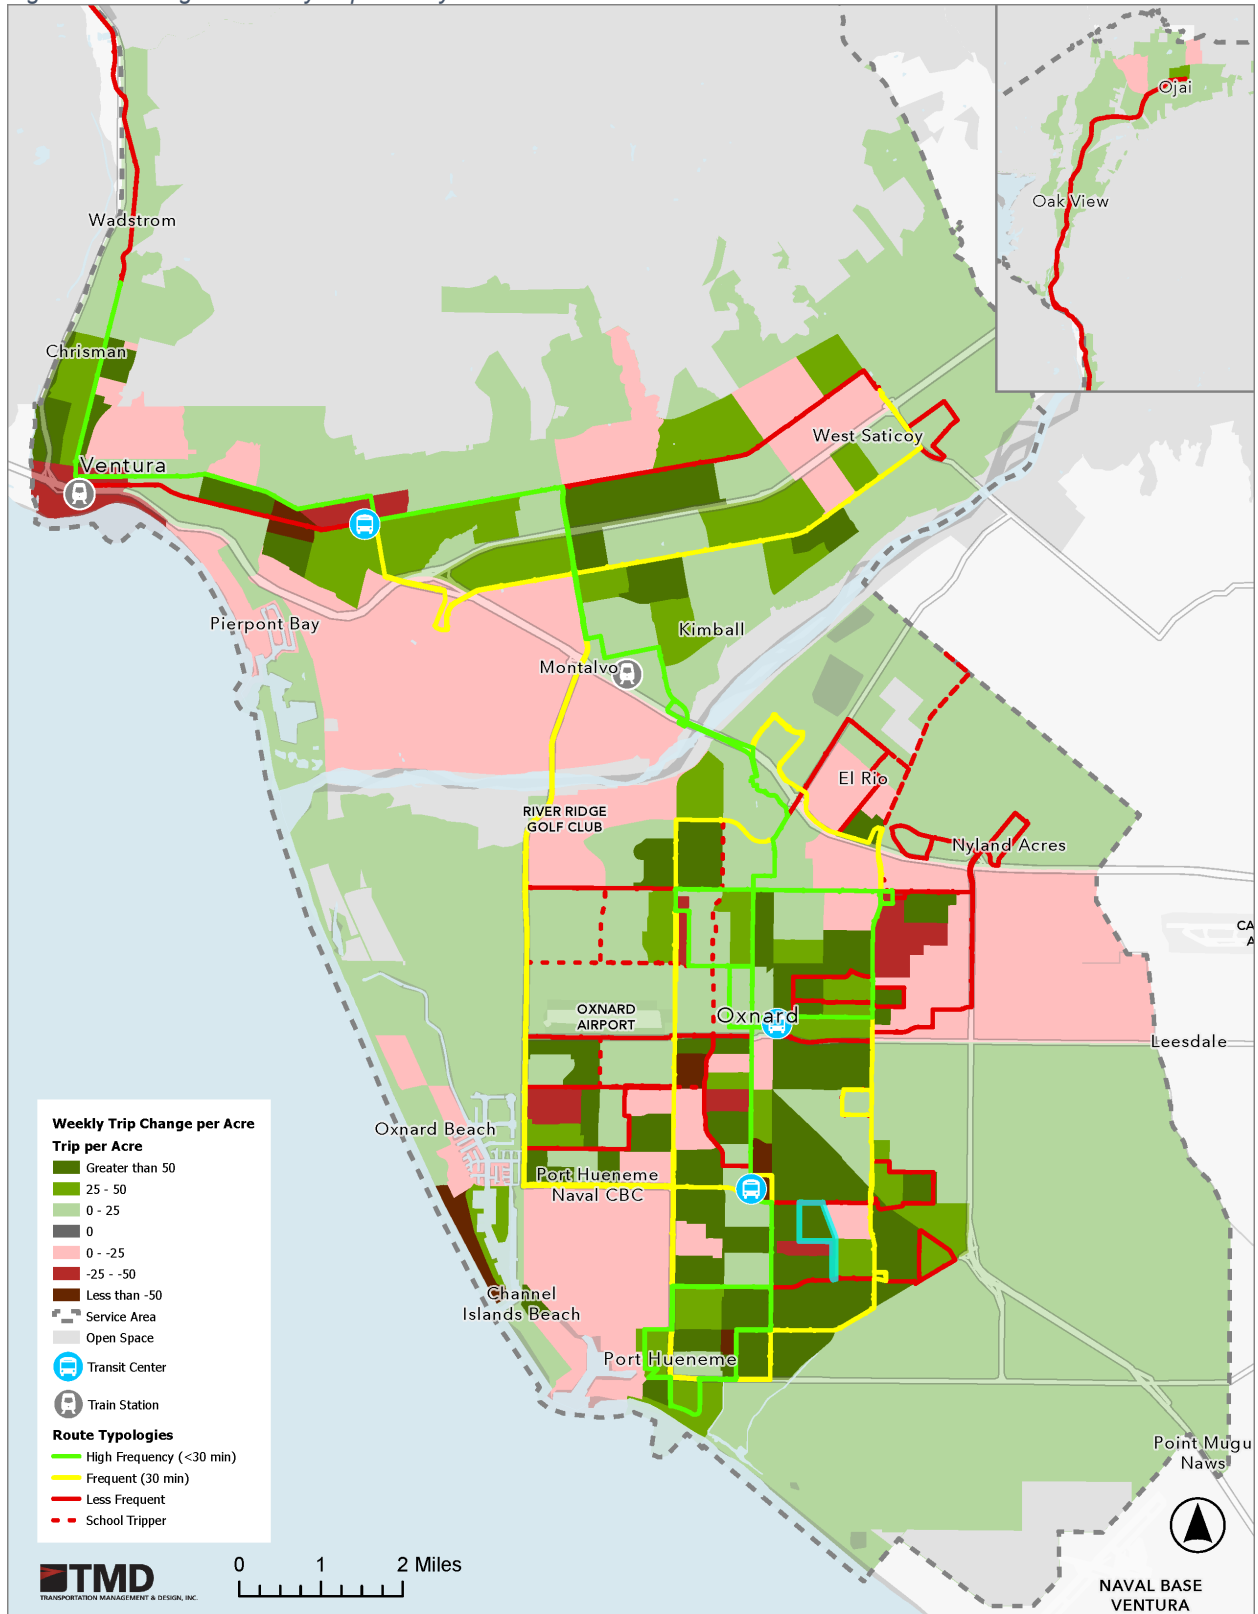 Ojai
Oak View
Wadstrom
Chrisman
Ventura
West Saticoy
Pierpont Bay
Kimball
Montalvo
El Rio
RIVER RIDGE
GOLF CLUB
Nyland Acres
CA
A
OXNARD
AIRPORT
Oxnard
Leesdale
Oxnard Beach
Port Hueneme
Naval CBC
Channel
Islands Beach
Port Hueneme
Point Mugu
Naws
NAVAL BASE
VENTURA
Weekly Trip Change per Acre
Trip per Acre
Greater than 50
25 - 50
0 - 25
0
0 - -25
-25 - -50
Less than -50
Service Area
Open Space
Transit Center
Train Station
Route Typologies
High Frequency (<30 min)
Frequent (30 min)
Less Frequent
School Tripper
TMD
TRANSPORTATION MANAGEMENT & DESIGN, INC.
0 1 2 Miles